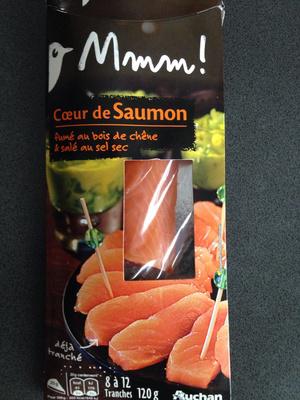 Mmm!
Cœur de Saumon
fumé au bois de chêne
& salé au sel sec
déjà
tranché
8 à 12
Tranches 120 g
Auchan